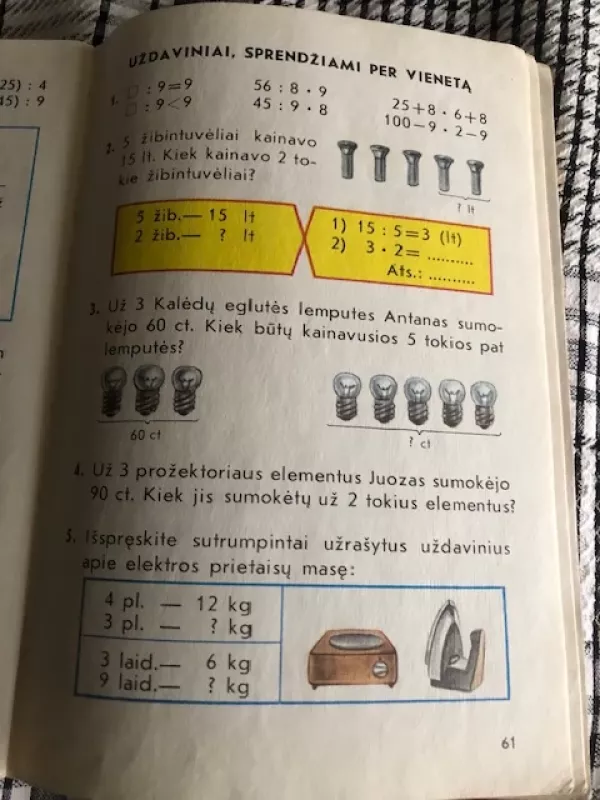 25) : 4
15) : 9
UŽDAVINIAI, SPRENDŽIAMI PER VIENETĄ
1. □ : 9=9 56 : 8 · 9 25+8 · 6+8
□ : 9<9 45 : 9 · 8 100−9 · 2−9
2. 5 žibintuvėliai kainavo
15 lt. Kiek kainavo 2 to-
kie žibintuvėliai?
? lt
5 žib.— 15 lt
2 žib.— ? lt
1) 15 : 5=3 (lt)
2) 3 · 2= ..........
Ats.: ..........
3. Už 3 Kalėdų eglutės lemputes Antanas sumo-
kėjo 60 ct. Kiek būtų kainavusios 5 tokios pat
lemputės?
60 ct
? ct
4. Už 3 prožektoriaus elementus Juozas sumokėjo
90 ct. Kiek jis sumokėtų už 2 tokius elementus?
5. Išspręskite sutrumpintai užrašytus uždavinius
apie elektros prietaisų masę:
4 pl. — 12 kg
3 pl. — ? kg
3 laid.— 6 kg
9 laid.— ? kg
61